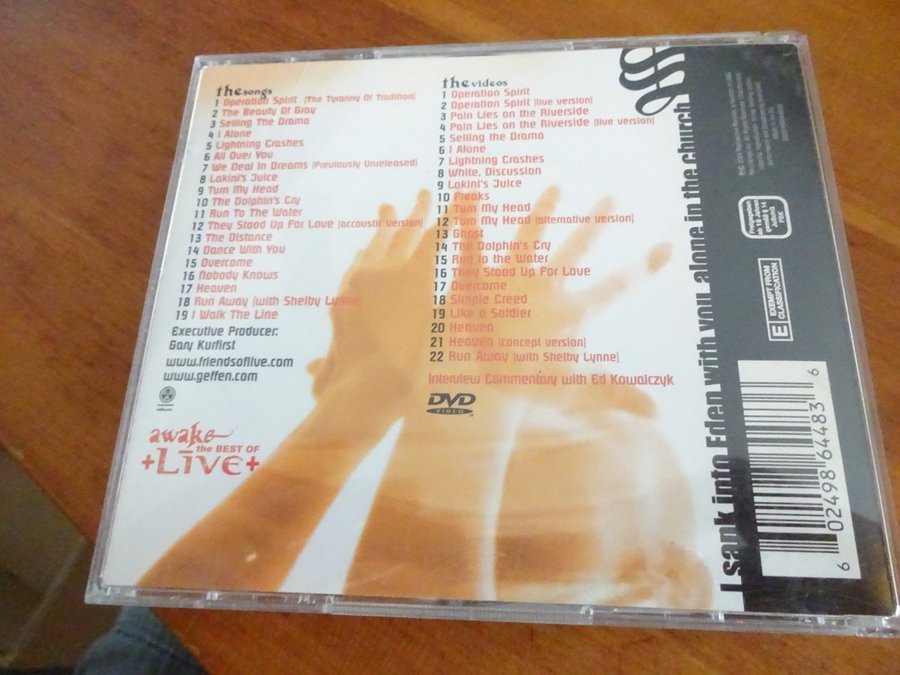 the songs
1 Operation Spirit (The Tyranny Of Tradition)
2 The Beauty Of Gray
3 Selling The Drama
4 I Alone
5 Lightning Crashes
6 All Over You
7 We Deal In Dreams (Previously Unreleased)
8 Lakini's Juice
9 Turn My Head
10 The Dolphin's Cry
11 Run To The Water
12 They Stood Up For Love (accoustic version)
13 The Distance
14 Dance With You
15 Overcome
16 Nobody Knows
17 Heaven
18 Run Away (with Shelby Lynne)
19 I Walk The Line
Executive Producer:
Gary Kurfirst
www.friendsoflive.com
www.geffen.com
awake
the BEST OF
+LIVE+
the videos
1 Operation Spirit
2 Operation Spirit (live version)
3 Pain Lies on the Riverside
4 Pain Lies on the Riverside (live version)
5 Selling the Drama
6 I Alone
7 Lightning Crashes
8 White, Discussion
9 Lakini's Juice
10 Freaks
11 Turn My Head
12 Turn My Head (alternative version)
13 Ghost
14 The Dolphin's Cry
15 Run to the Water
16 They Stood Up For Love
17 Overcome
18 Simple Creed
19 Like a Soldier
20 Heaven
21 Heaven (concept version)
22 Run Away (with Shelby Lynne)
Interview Commentary with Ed Kowalczyk
DVD
VIDEO
I sank into Eden with you alone in the church
Freigegeben
ab 12 Jahren
gemäß § 14
JuSchG
FSK
E EXEMPT FROM
CLASSIFICATION
6 02498 64483 6